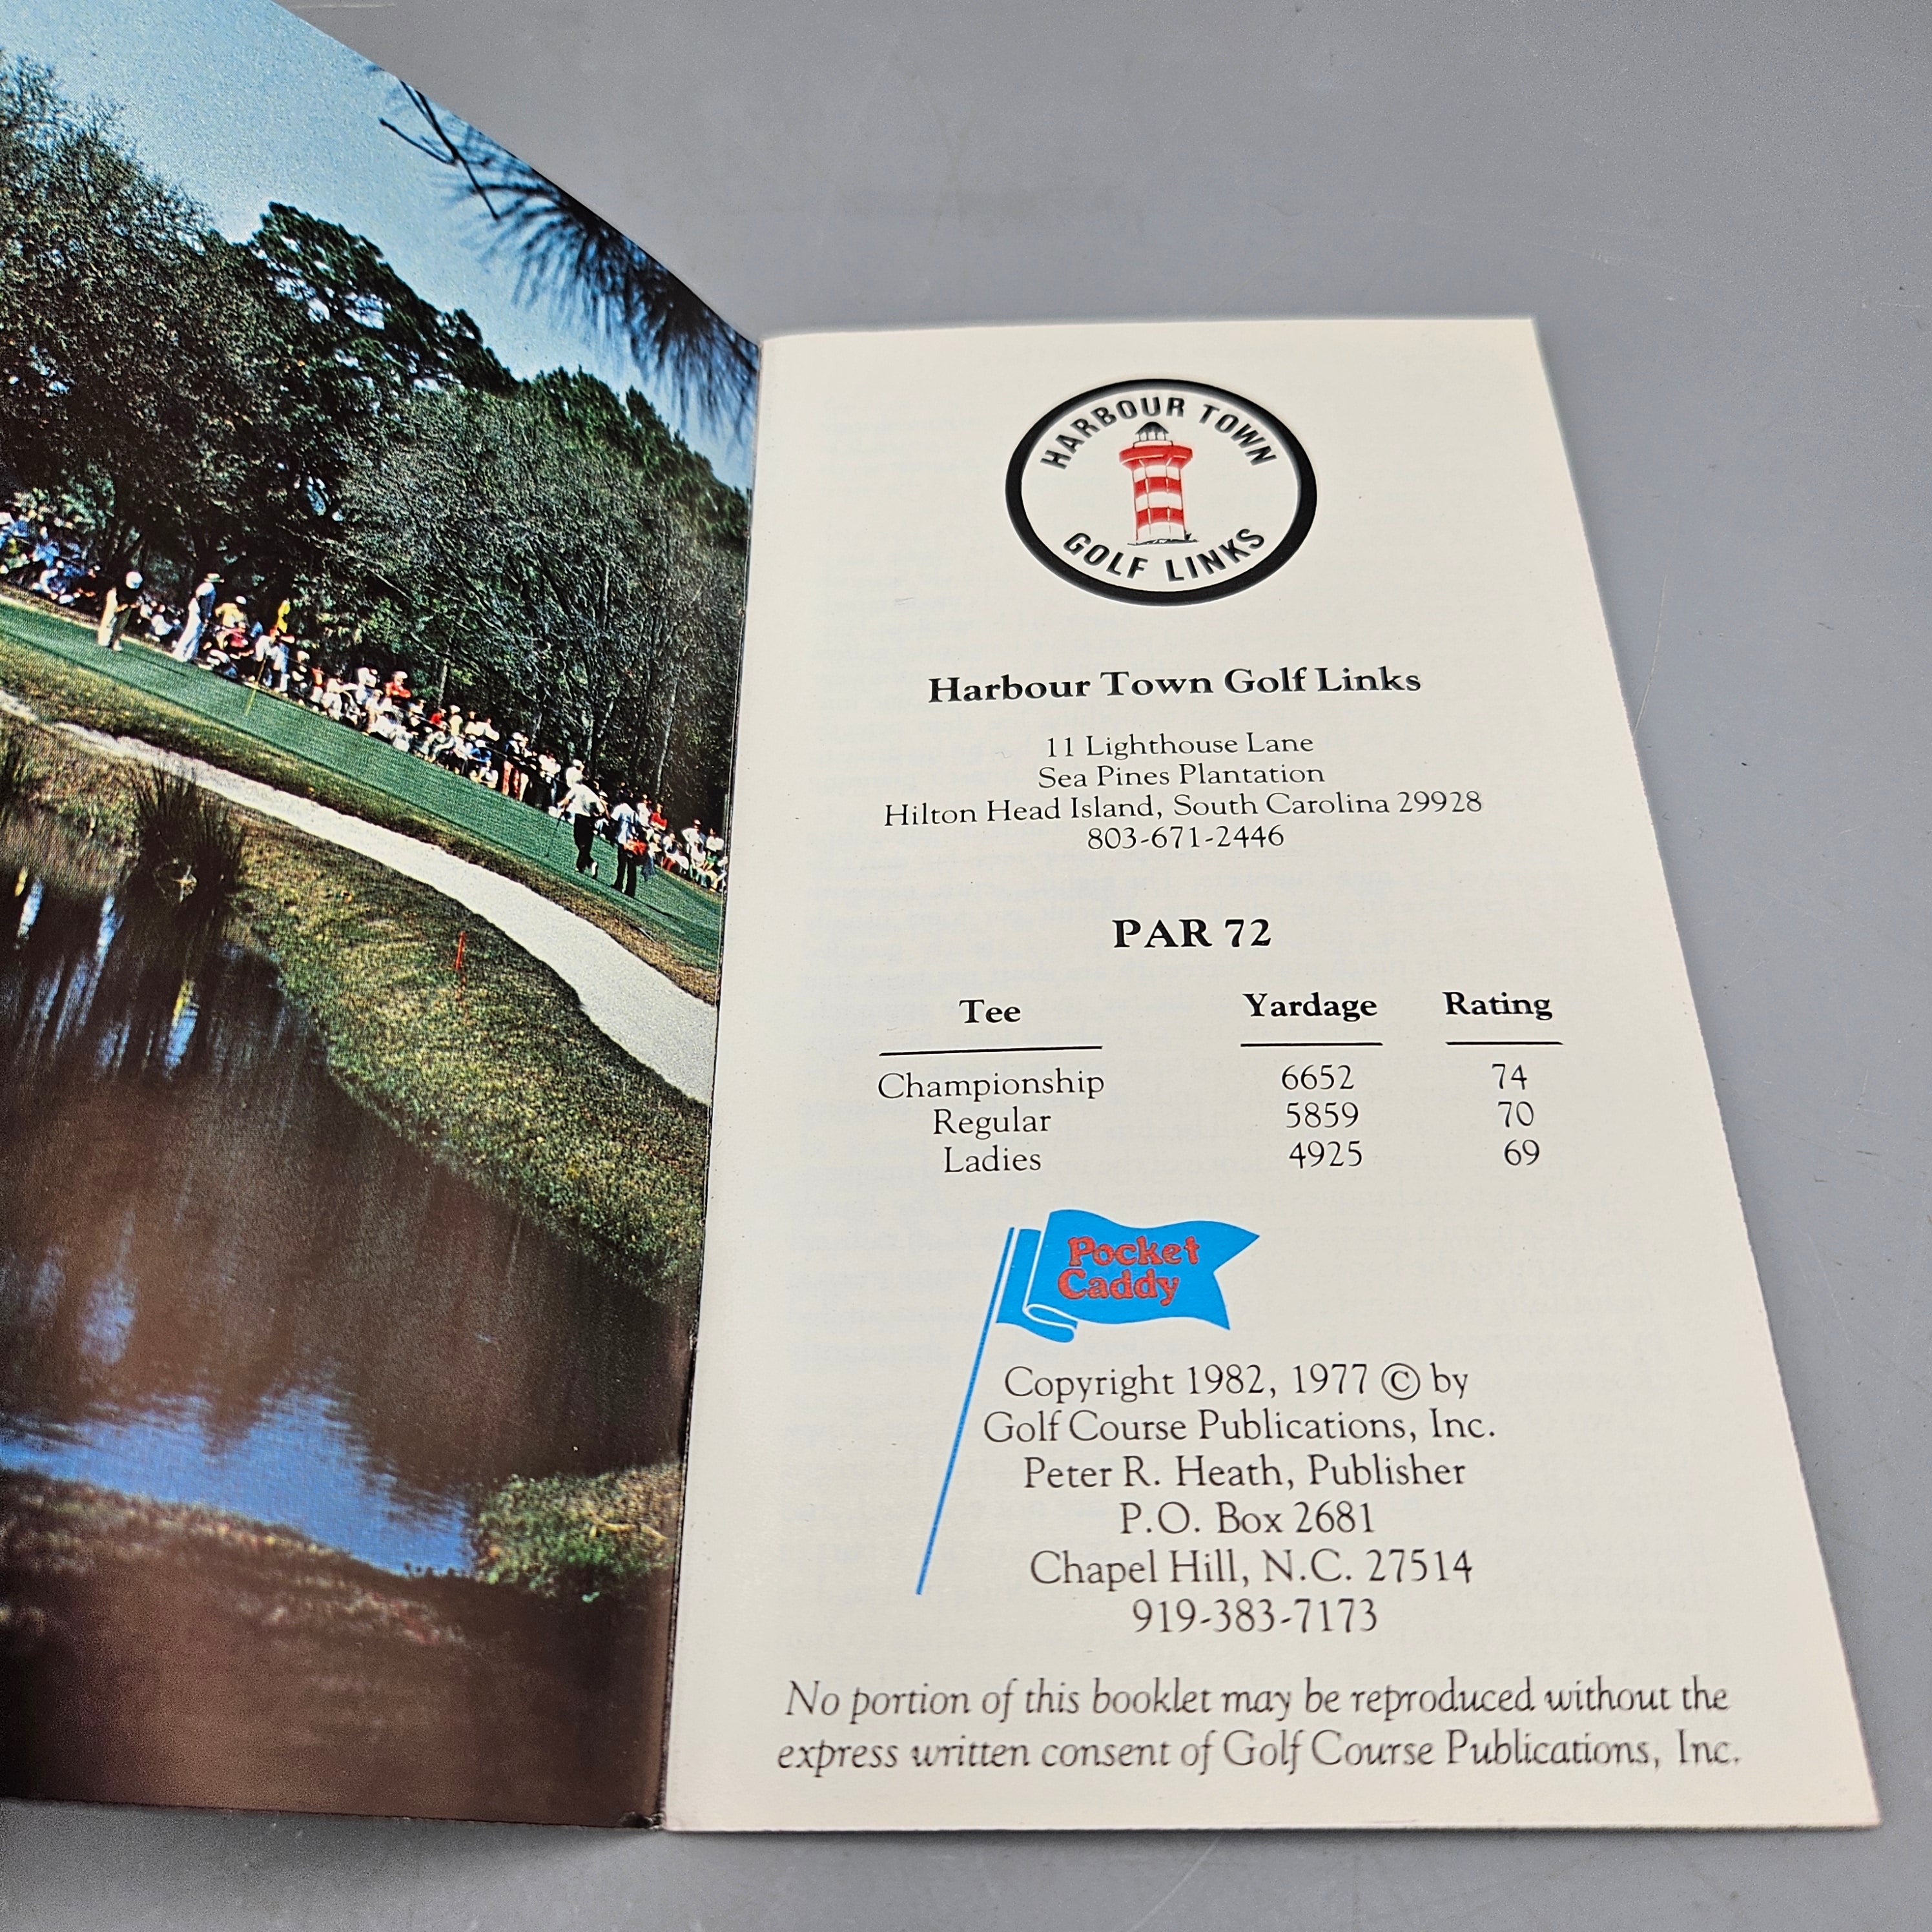 HARBOUR TOWN
GOLF LINKS
Harbour Town Golf Links
11 Lighthouse Lane
Sea Pines Plantation
Hilton Head Island, South Carolina 29928
803-671-2446
PAR 72
Tee Yardage Rating
Championship 6652 74
Regular 5859 70
Ladies 4925 69
Pocket
Caddy
Copyright 1982, 1977 © by
Golf Course Publications, Inc.
Peter R. Heath, Publisher
P.O. Box 2681
Chapel Hill, N.C. 27514
919-383-7173
No portion of this booklet may be reproduced without the
express written consent of Golf Course Publications, Inc.